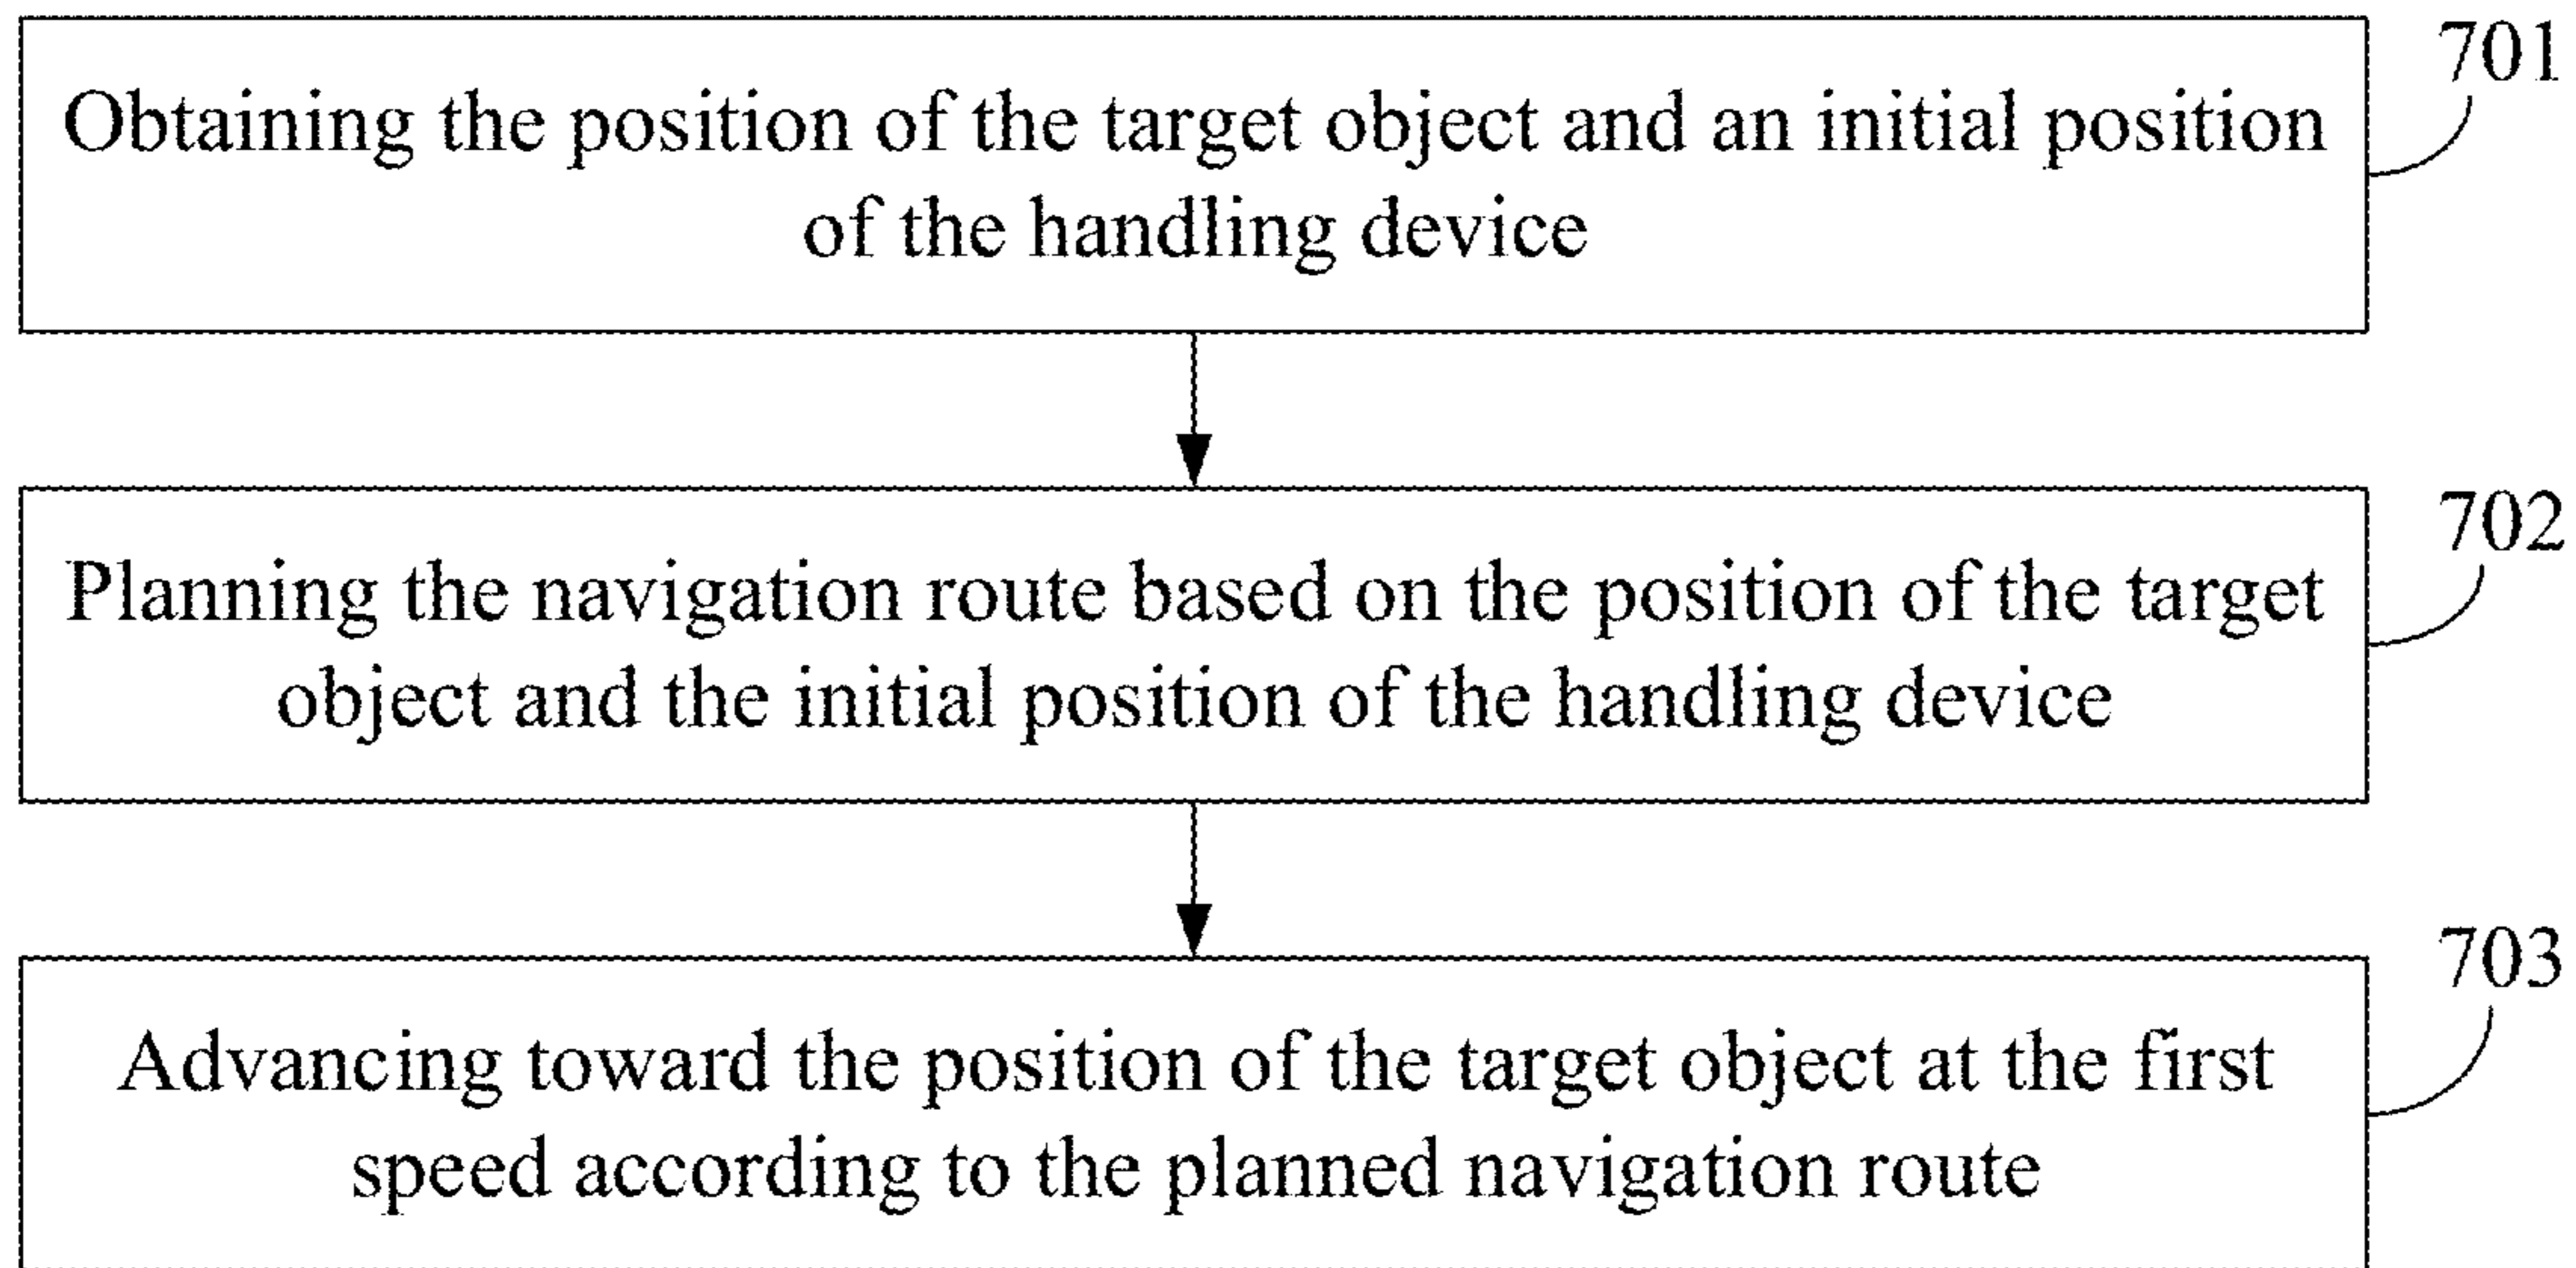 Obtaining the position of the target object and an initial position
of the handling device
701
Planning the navigation route based on the position of the target
object and the initial position of the handling device
702
Advancing toward the position of the target object at the first
speed according to the planned navigation route
703